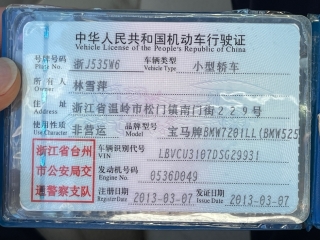 中华人民共和国机动车行驶证
Vehicle License of the People's Republic of China
号牌号码 浙J535W6 车辆类型 小型轿车
Plate No. Vehicle Type
所有人 林雪萍
Owner
住址 浙江省温岭市松门镇南门街229号
Address
使用性质 非营运 品牌型号 宝马牌BMW7201LL(BMW525
Use Character Model
浙江省台州 车辆识别代号 LBVCU3107DSG29931
VIN
市公安局交 发动机号码 0536D049
Engine No.
通警察支队 注册日期 2013-03-07 发证日期 2013-03-07
Register Date Issue Date